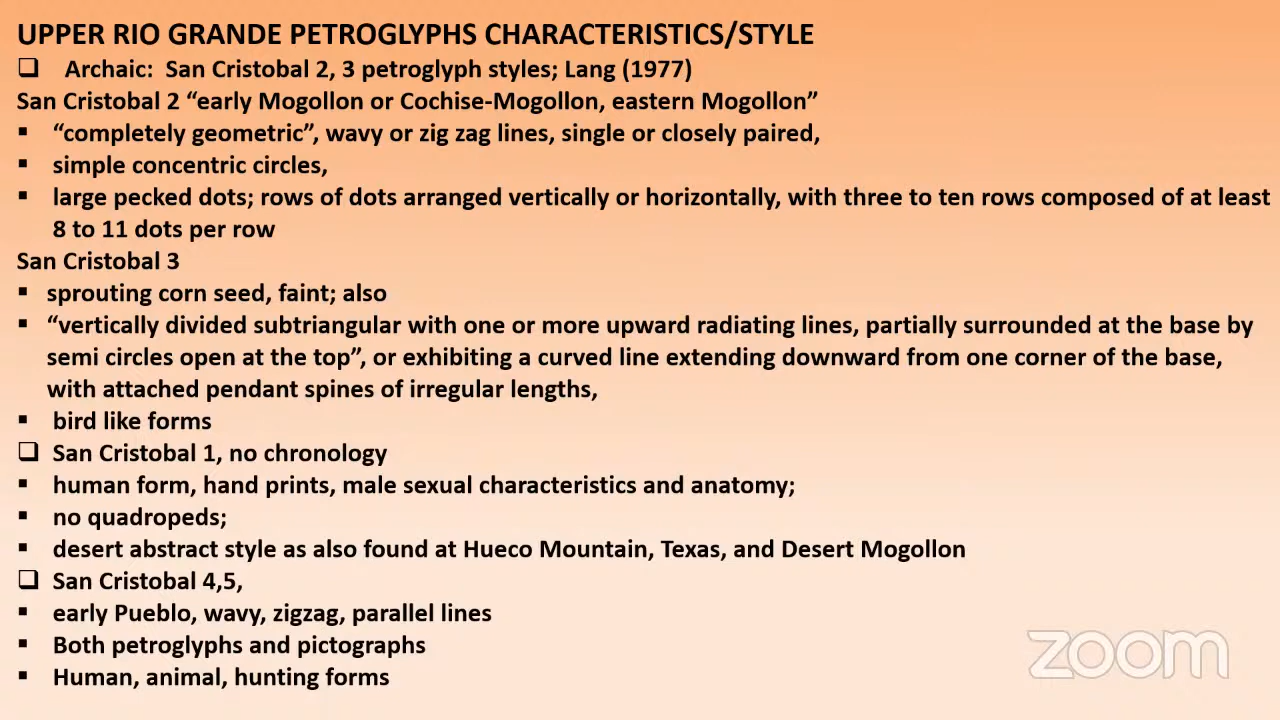 UPPER RIO GRANDE PETROGLYPHS CHARACTERISTICS/STYLE
❑ Archaic: San Cristobal 2, 3 petroglyph styles; Lang (1977)
San Cristobal 2 “early Mogollon or Cochise-Mogollon, eastern Mogollon”
▪ “completely geometric”, wavy or zig zag lines, single or closely paired,
▪ simple concentric circles,
▪ large pecked dots; rows of dots arranged vertically or horizontally, with three to ten rows composed of at least
8 to 11 dots per row
San Cristobal 3
▪ sprouting corn seed, faint; also
▪ “vertically divided subtriangular with one or more upward radiating lines, partially surrounded at the base by
semi circles open at the top”, or exhibiting a curved line extending downward from one corner of the base,
with attached pendant spines of irregular lengths,
▪ bird like forms
❑ San Cristobal 1, no chronology
▪ human form, hand prints, male sexual characteristics and anatomy;
▪ no quadropeds;
▪ desert abstract style as also found at Hueco Mountain, Texas, and Desert Mogollon
❑ San Cristobal 4,5,
▪ early Pueblo, wavy, zigzag, parallel lines
▪ Both petroglyphs and pictographs
▪ Human, animal, hunting forms
zoom